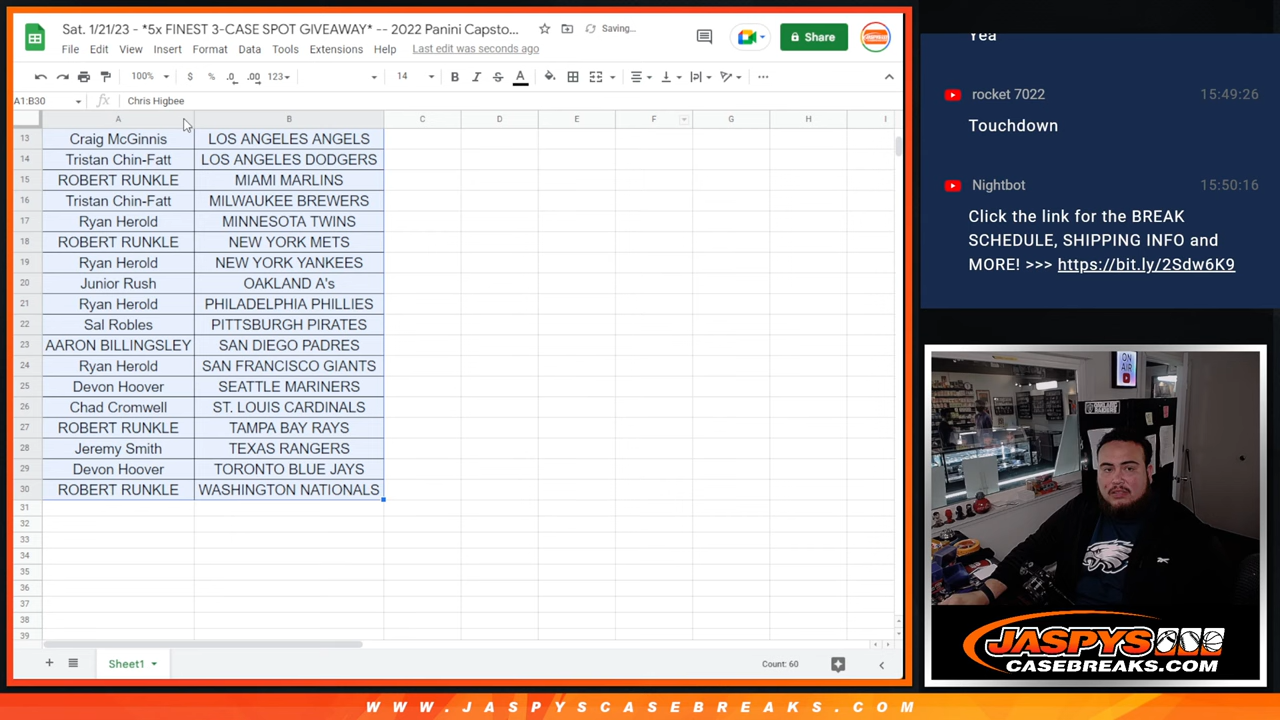 Sat. 1/21/23 - *5x FINEST 3-CASE SPOT GIVEAWAY* -- 2022 Panini Capsto...
Saving...
File Edit View Insert Format Data Tools Extensions Help Last edit was seconds ago
Share
100% $ % .0 .00 123 14 B I S A
A1:B30 fx Chris Higbee
A B C D E F G H I
13 Craig McGinnis LOS ANGELES ANGELS
14 Tristan Chin-Fatt LOS ANGELES DODGERS
15 ROBERT RUNKLE MIAMI MARLINS
16 Tristan Chin-Fatt MILWAUKEE BREWERS
17 Ryan Herold MINNESOTA TWINS
18 ROBERT RUNKLE NEW YORK METS
19 Ryan Herold NEW YORK YANKEES
20 Junior Rush OAKLAND A's
21 Ryan Herold PHILADELPHIA PHILLIES
22 Sal Robles PITTSBURGH PIRATES
23 AARON BILLINGSLEY SAN DIEGO PADRES
24 Ryan Herold SAN FRANCISCO GIANTS
25 Devon Hoover SEATTLE MARINERS
26 Chad Cromwell ST. LOUIS CARDINALS
27 ROBERT RUNKLE TAMPA BAY RAYS
28 Jeremy Smith TEXAS RANGERS
29 Devon Hoover TORONTO BLUE JAYS
30 ROBERT RUNKLE WASHINGTON NATIONALS
31
32
33
34
35
36
37
38
39
Sheet1
Count: 60
Yea
rocket 7022 15:49:26
Touchdown
Nightbot 15:50:16
Click the link for the BREAK
SCHEDULE, SHIPPING INFO and
MORE! >>> https://bit.ly/2Sdw6K9
ON
AIR
EAGLES
JASPYS
CASEBREAKS.COM
WWW.JASPYSCASEBREAKS.COM